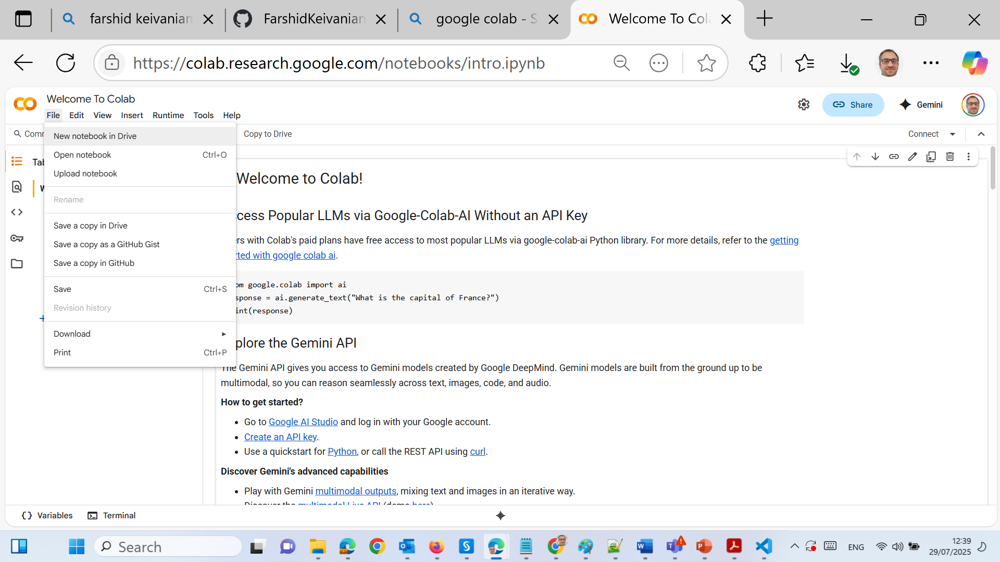 farshid keivanian
FarshidKeivanian
google colab - S
Welcome To Col
https://colab.research.google.com/notebooks/intro.ipynb
Welcome To Colab
File Edit View Insert Runtime Tools Help
Share
Gemini
Comm
Copy to Drive
Connect
New notebook in Drive
Open notebook Ctrl+O
Upload notebook
Rename
Save a copy in Drive
Save a copy as a GitHub Gist
Save a copy in GitHub
Save Ctrl+S
Revision history
Download
Print Ctrl+P
Tab
W
Welcome to Colab!
cess Popular LLMs via Google-Colab-AI Without an API Key
ers with Colab's paid plans have free access to most popular LLMs via google-colab-ai Python library. For more details, refer to the getting
rted with google colab ai.
om google.colab import ai
sponse = ai.generate_text("What is the capital of France?")
int(response)
plore the Gemini API
The Gemini API gives you access to Gemini models created by Google DeepMind. Gemini models are built from the ground up to be
multimodal, so you can reason seamlessly across text, images, code, and audio.
How to get started?
• Go to Google AI Studio and log in with your Google account.
• Create an API key.
• Use a quickstart for Python, or call the REST API using curl.
Discover Gemini's advanced capabilities
• Play with Gemini multimodal outputs, mixing text and images in an iterative way.
• Discover the multimodal Live API (demo here).
Variables
Terminal
Search
ENG
12:39
29/07/2025